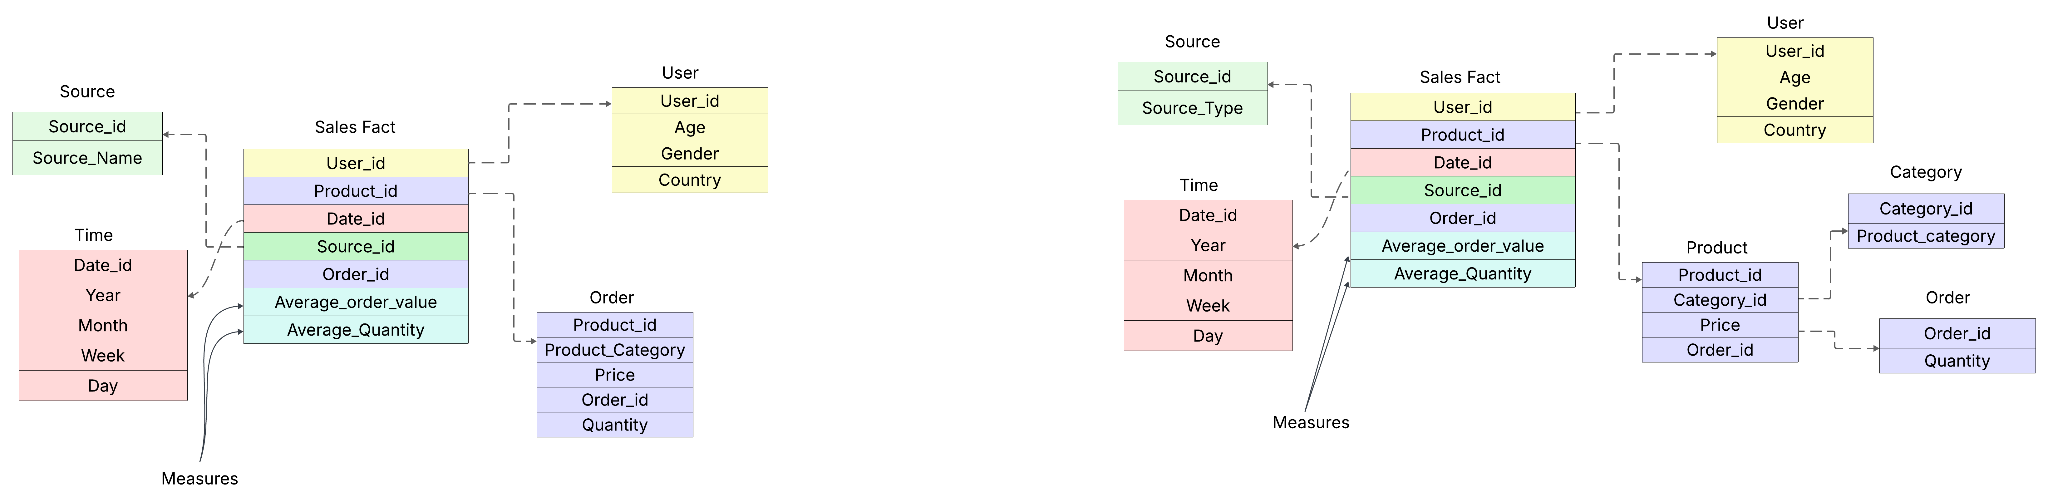 Source
Source_id
Source_Name
Time
Date_id
Year
Month
Week
Day
Sales Fact
User_id
Product_id
Date_id
Source_id
Order_id
Average_order_value
Average_Quantity
Measures
User
User_id
Age
Gender
Country
Order
Product_id
Product_Category
Price
Order_id
Quantity
Source
Source_id
Source_Type
Time
Date_id
Year
Month
Week
Day
Sales Fact
User_id
Product_id
Date_id
Source_id
Order_id
Average_order_value
Average_Quantity
Measures
User
User_id
Age
Gender
Country
Category
Category_id
Product_category
Product
Product_id
Category_id
Price
Order_id
Order
Order_id
Quantity